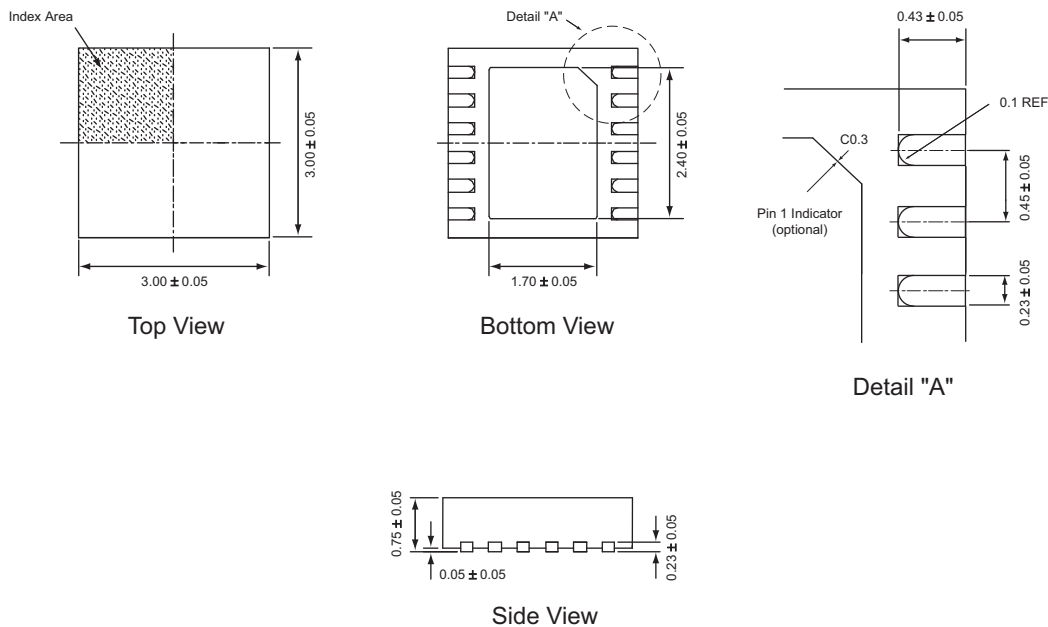 Index Area
3.00 ± 0.05
3.00 ± 0.05
Top View
Detail "A"
2.40 ± 0.05
1.70 ± 0.05
Bottom View
0.43 ± 0.05
0.1 REF
C0.3
Pin 1 Indicator
(optional)
0.45 ± 0.05
0.23 ± 0.05
Detail "A"
0.75 ± 0.05
0.05 ± 0.05
0.23 ± 0.05
Side View